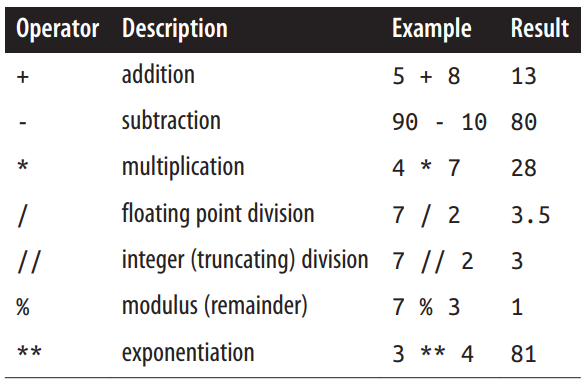 Operator Description Example Result
+ addition 5 + 8 13
- subtraction 90 - 10 80
* multiplication 4 * 7 28
/ floating point division 7 / 2 3.5
// integer (truncating) division 7 // 2 3
% modulus (remainder) 7 % 3 1
** exponentiation 3 ** 4 81